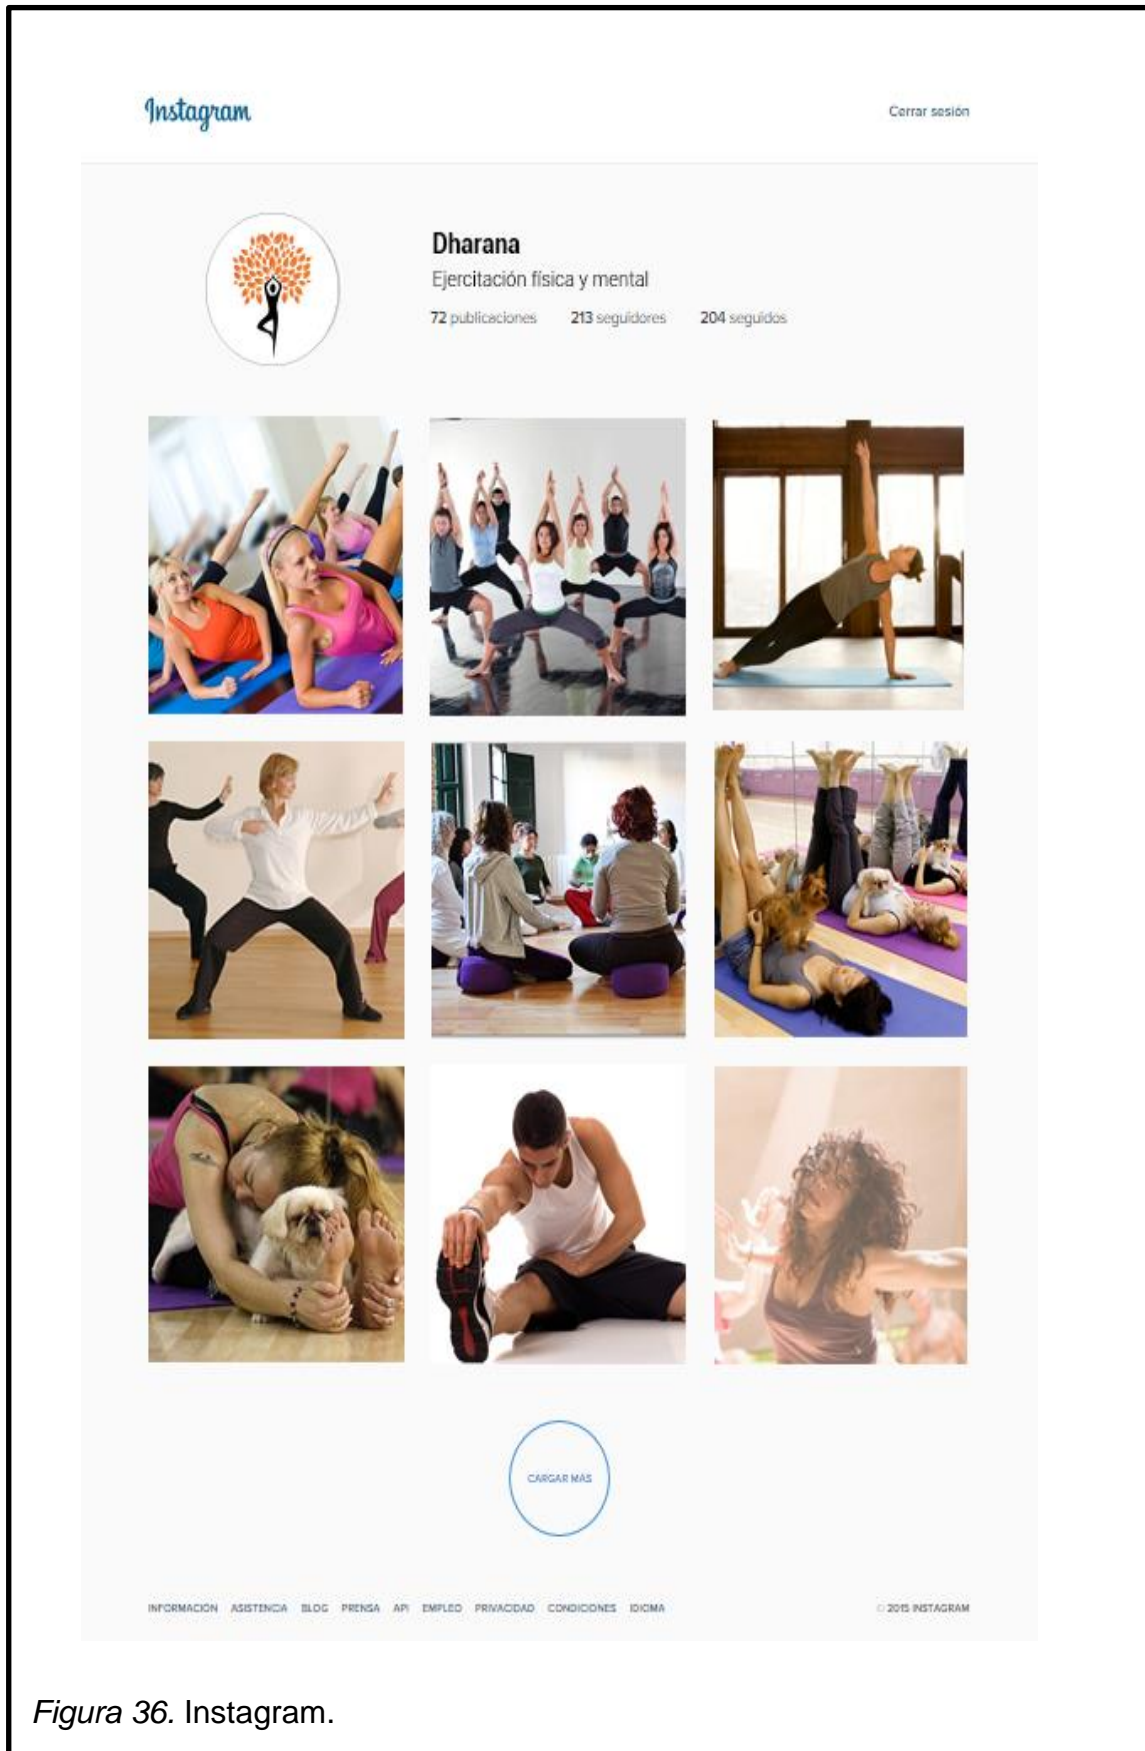 Instagram
Cerrar sesión
Dharana
Ejercitación física y mental
72 publicaciones 213 seguidores 204 seguidos
CARGAR MÁS
INFORMACIÓN ASISTENCIA BLOG PRENSA API EMPLEO PRIVACIDAD CONDICIONES IDIOMA
© 2015 INSTAGRAM
Figura 36. Instagram.